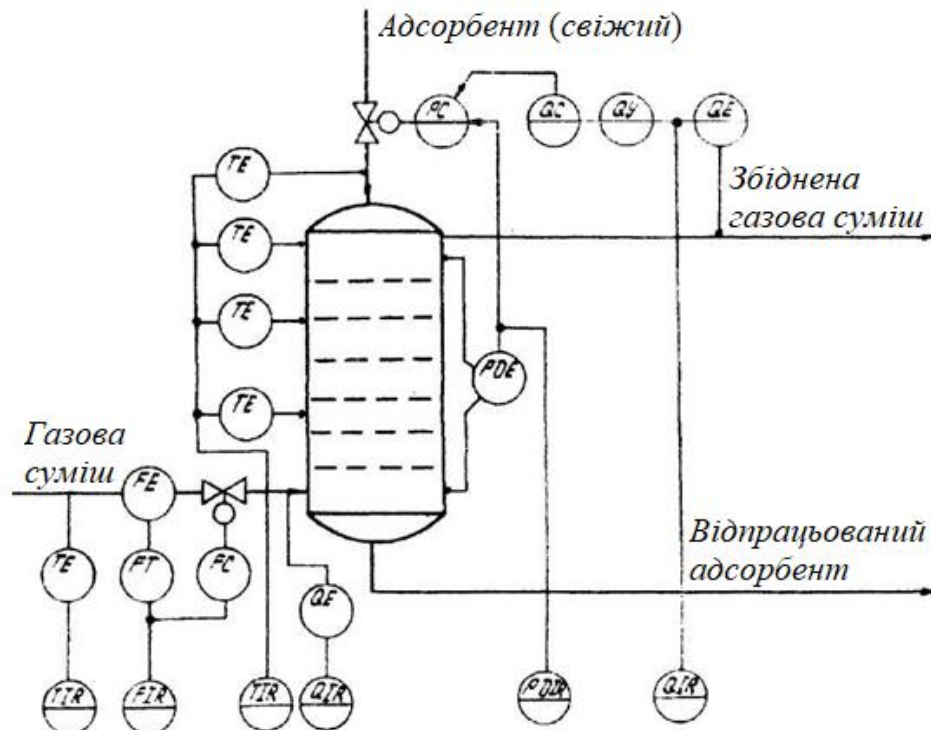 Адсорбент (свіжий)
PC
QC
QY
QE
TE
Збіднена
газова суміш
TE
TE
PDE
TE
Газова
суміш
FE
Відпрацьований
адсорбент
TE
FT
FC
QE
TIR
FIR
TIR
QIR
PDIR
QIR